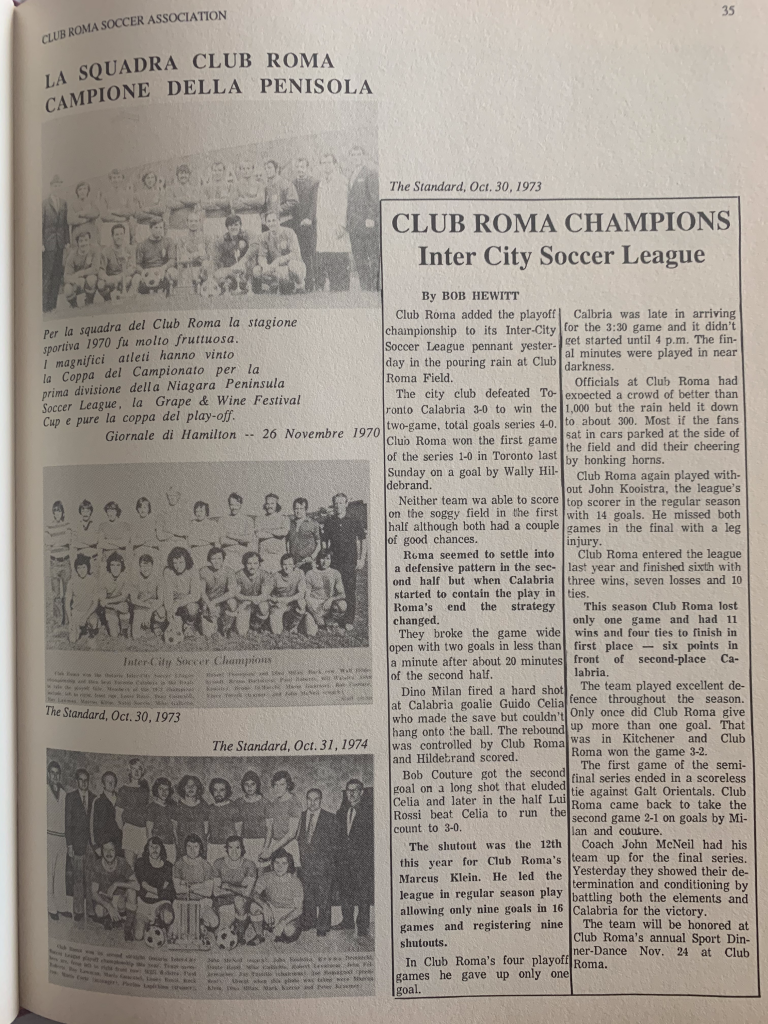 CLUB ROMA SOCCER ASSOCIATION
35
LA SQUADRA CLUB ROMA
CAMPIONE DELLA PENISOLA
Per la squadra del Club Roma la stagione
sportiva 1970 fu molto fruttuosa.
I magnifici atleti hanno vinto
la Coppa del Campionato per la
prima divisione della Niagara Peninsula
Soccer League, la Grape & Wine Festival
Cup e pure la coppa del play-off.
Giornale di Hamilton -- 26 Novembre 1970
Inter-City Soccer Champions
The Standard, Oct. 30, 1973
The Standard, Oct. 31, 1974
The Standard, Oct. 30, 1973
CLUB ROMA CHAMPIONS
Inter City Soccer League
By BOB HEWITT
Club Roma added the playoff
championship to its Inter-City
Soccer League pennant yester-
day in the pouring rain at Club
Roma Field.
The city club defeated To-
ronto Calabria 3-0 to win the
two-game, total goals series 4-0.
Club Roma won the first game
of the series 1-0 in Toronto last
Sunday on a goal by Wally Hil-
debrand.
Neither team wa able to score
on the soggy field in the first
half although both had a couple
of good chances.
Roma seemed to settle into
a defensive pattern in the sec-
ond half but when Calabria
started to contain the play in
Roma's end the strategy
changed.
They broke the game wide
open with two goals in less than
a minute after about 20 minutes
of the second half.
Dino Milan fired a hard shot
at Calabria goalie Guido Celia
who made the save but couldn't
hang onto the ball. The rebound
was controlled by Club Roma
and Hildebrand scored.
Bob Couture got the second
goal on a long shot that eluded
Celia and later in the half Lui
Rossi beat Celia to run the
count to 3-0.
The shutout was the 12th
this year for Club Roma's
Marcus Klein. He led the
league in regular season play
allowing only nine goals in 16
games and registering nine
shutouts.
In Club Roma's four playoff
games he gave up only one
goal.
Calbria was late in arriving
for the 3:30 game and it didn't
get started until 4 p.m. The fin-
al minutes were played in near
darkness.
Officials at Club Roma had
expected a crowd of better than
1,000 but the rain held it down
to about 300. Most if the fans
sat in cars parked at the side of
the field and did their cheering
by honking horns.
Club Roma again played with-
out John Kooistra, the league's
top scorer in the regular season
with 14 goals. He missed both
games in the final with a leg
injury.
Club Roma entered the league
last year and finished sixth with
three wins, seven losses and 10
ties.
This season Club Roma lost
only one game and had 11
wins and four ties to finish in
first place — six points in
front of second-place Ca-
labria.
The team played excellent de-
fence throughout the season.
Only once did Club Roma give
up more than one goal. That
was in Kitchener and Club
Roma won the game 3-2.
The first game of the semi-
final series ended in a scoreless
tie against Galt Orientals. Club
Roma came back to take the
second game 2-1 on goals by Mi-
lan and couture.
Coach John McNeil had his
team up for the final series.
Yesterday they showed their de-
termination and conditioning by
battling both the elements and
Calabria for the victory.
The team will be honored at
Club Roma's annual Sport Din-
ner-Dance Nov. 24 at Club
Roma.